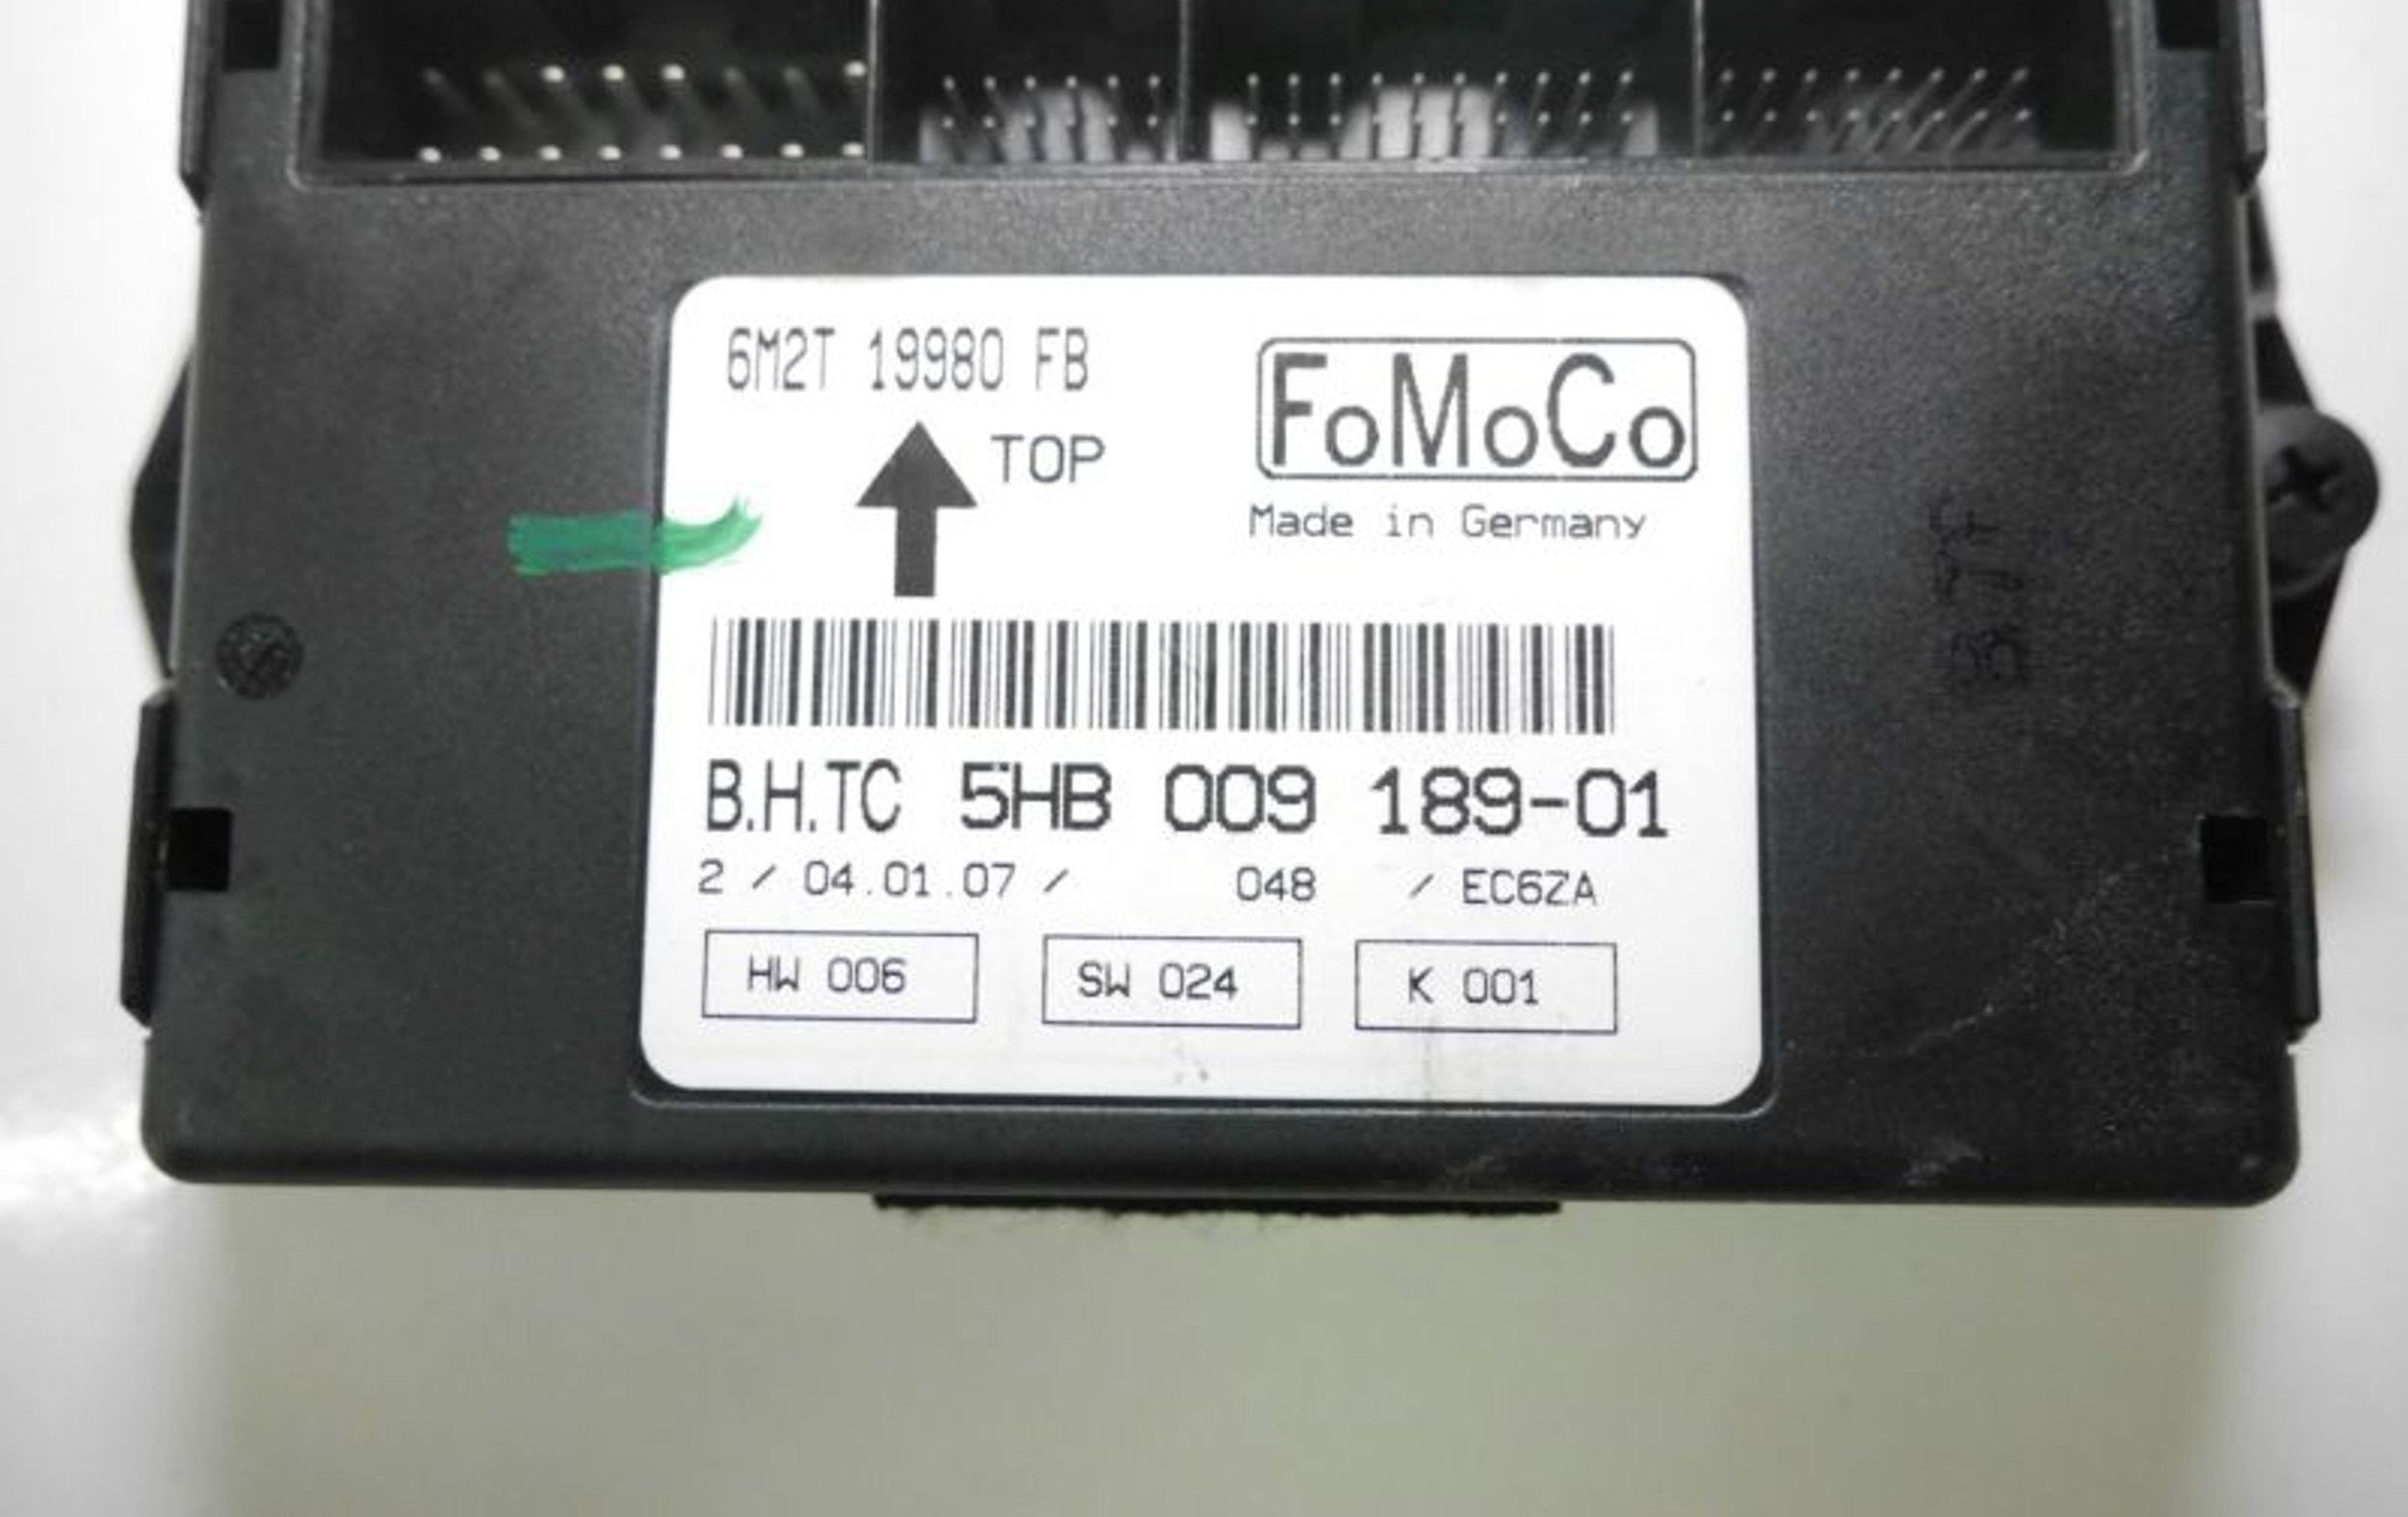 6M2T 19980 FB
TOP
FoMoCo
Made in Germany
B.H.TC 5HB 009 189-01
2 / 04.01.07 / 048 / EC6ZA
HW 006
SW 024
K 001